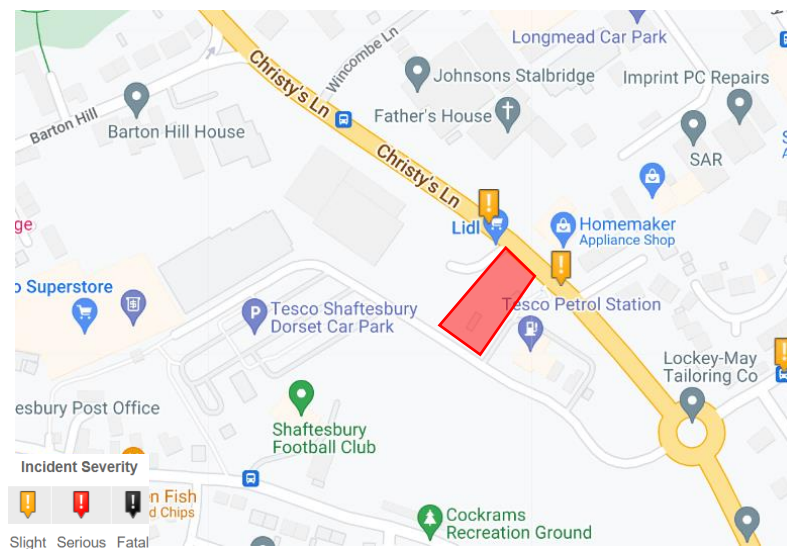 Longmead Car Park
Wincombe Ln
Christy's Ln
Johnsons Stalbridge
Imprint PC Repairs
Barton Hill
Barton Hill House
Father's House
SAR
Christy's Ln
ge
Lidl
Homemaker
Appliance Shop
o Superstore
Tesco Shaftesbury
Dorset Car Park
Tesco Petrol Station
Lockey-May
Tailoring Co
esbury Post Office
Shaftesbury
Football Club
Incident Severity
n Fish
d Chips
Cockrams
Recreation Ground
Slight Serious Fatal